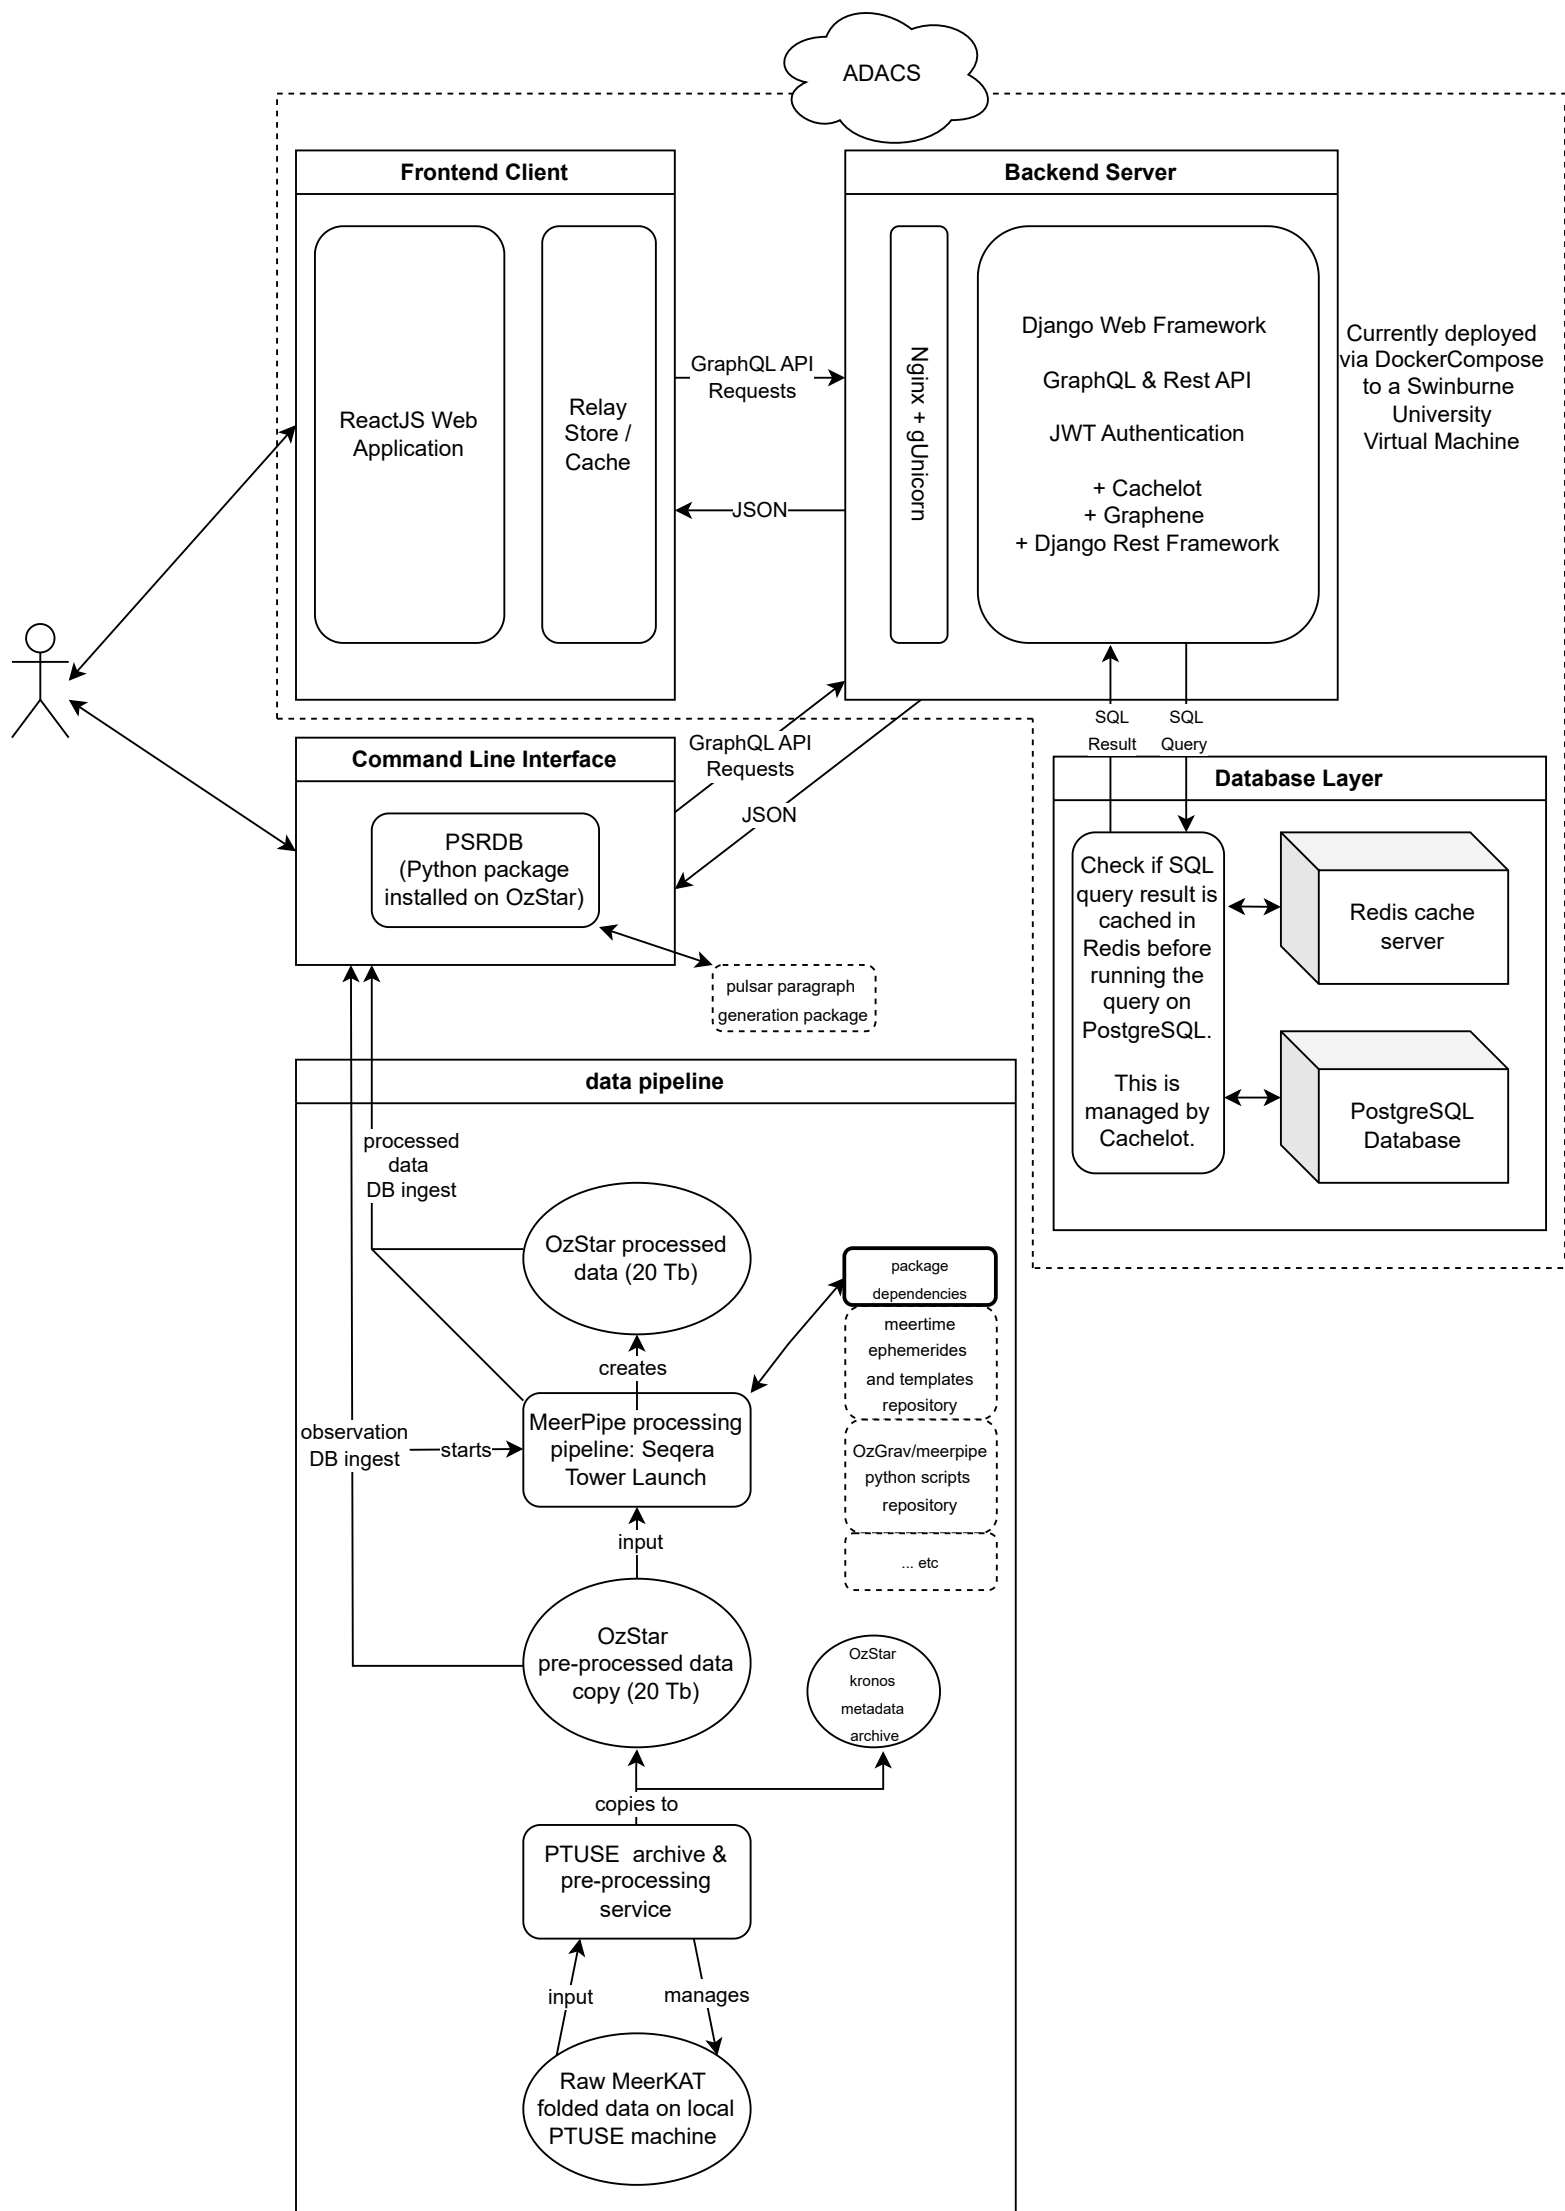 ADACS
Frontend Client
ReactJS Web
Application
Relay
Store /
Cache
GraphQL API
Requests
JSON
Backend Server
Nginx + gUnicorn
Django Web Framework
GraphQL & Rest API
JWT Authentication
+ Cachelot
+ Graphene
+ Django Rest Framework
Currently deployed
via DockerCompose
to a Swinburne
University
Virtual Machine
SQL
Result
SQL
Query
Command Line Interface
PSRDB
(Python package
installed on OzStar)
GraphQL API
Requests
JSON
pulsar paragraph
generation package
Database Layer
Check if SQL
query result is
cached in
Redis before
running the
query on
PostgreSQL.
This is
managed by
Cachelot.
Redis cache
server
PostgreSQL
Database
data pipeline
processed
data
DB ingest
OzStar processed
data (20 Tb)
creates
package
dependencies
meertime
ephemerides
and templates
repository
OzGrav/meerpipe
python scripts
repository
... etc
observation
DB ingest
starts
MeerPipe processing
pipeline: Seqera
Tower Launch
input
OzStar
pre-processed data
copy (20 Tb)
OzStar
kronos
metadata
archive
copies to
PTUSE  archive &
pre-processing
service
input
manages
Raw MeerKAT
folded data on local
PTUSE machine